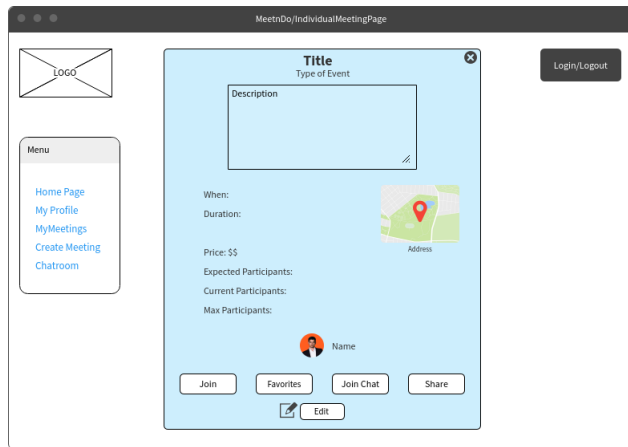 MeetnDo/IndividualMeetingPage
LOGO
Login/Logout
Menu
Home Page
My Profile
MyMeetings
Create Meeting
Chatroom
Title
Type of Event
Description
When:
Duration:
Address
Price: $$
Expected Participants:
Current Participants:
Max Participants:
Name
Join
Favorites
Join Chat
Share
Edit